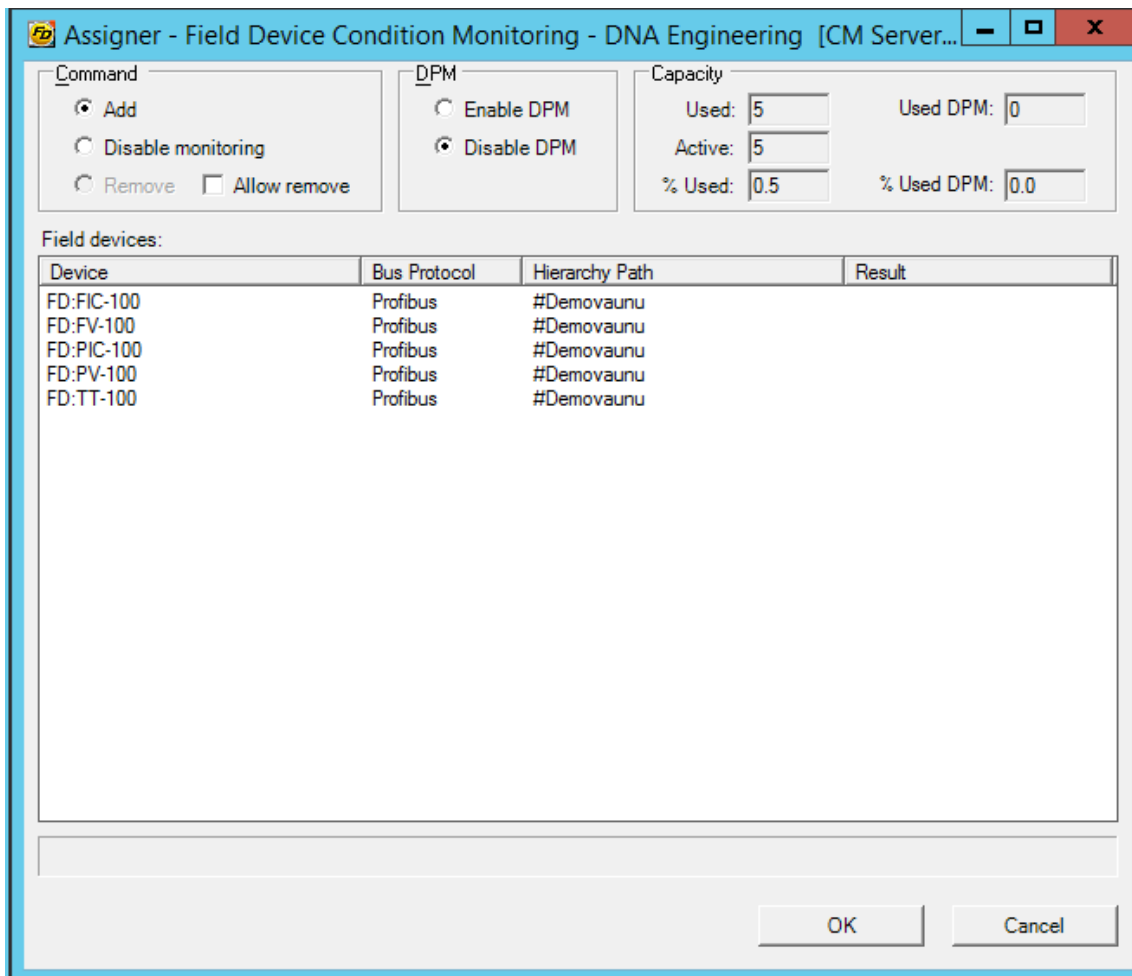 FD Assigner - Field Device Condition Monitoring - DNA Engineering [CM Server...
Command
Add
Disable monitoring
Remove Allow remove
DPM
Enable DPM
Disable DPM
Capacity
Used: 5 Used DPM: 0
Active: 5
% Used: 0.5 % Used DPM: 0.0
Field devices:
Device Bus Protocol Hierarchy Path Result
FD:FIC-100 Profibus #Demovaunu
FD:FV-100 Profibus #Demovaunu
FD:PIC-100 Profibus #Demovaunu
FD:PV-100 Profibus #Demovaunu
FD:TT-100 Profibus #Demovaunu
OK Cancel